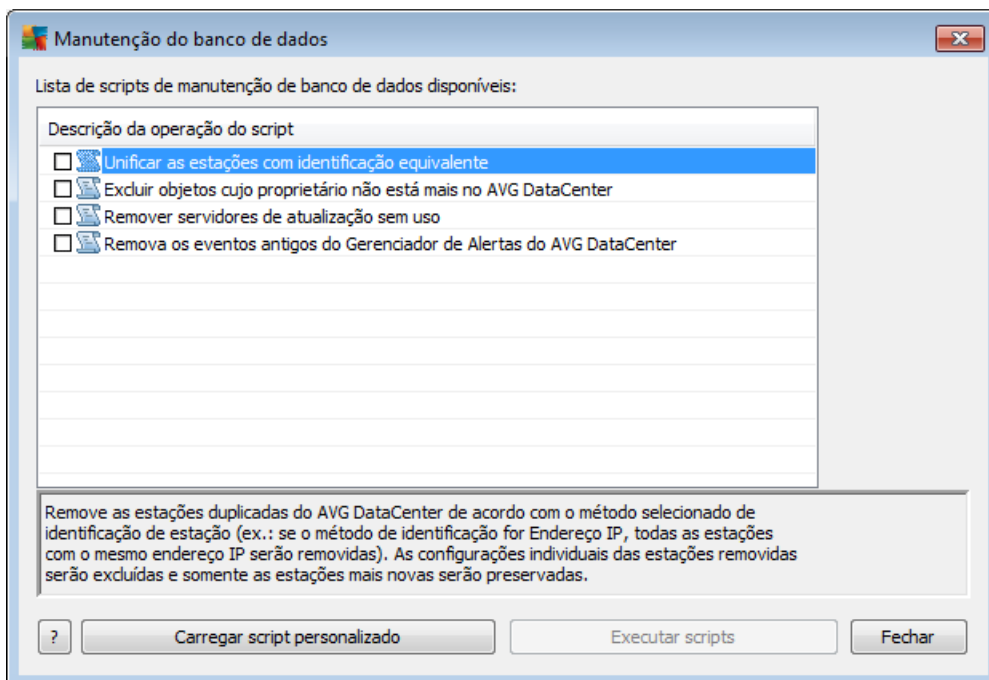 Manutenção do banco de dados
Lista de scripts de manutenção de banco de dados disponíveis:
Descrição da operação do script
Unificar as estações com identificação equivalente
Excluir objetos cujo proprietário não está mais no AVG DataCenter
Remover servidores de atualização sem uso
Remova os eventos antigos do Gerenciador de Alertas do AVG DataCenter
Remove as estações duplicadas do AVG DataCenter de acordo com o método selecionado de
identificação de estação (ex.: se o método de identificação for Endereço IP, todas as estações
com o mesmo endereço IP serão removidas). As configurações individuais das estações removidas
serão excluídas e somente as estações mais novas serão preservadas.
? Carregar script personalizado Executar scripts Fechar